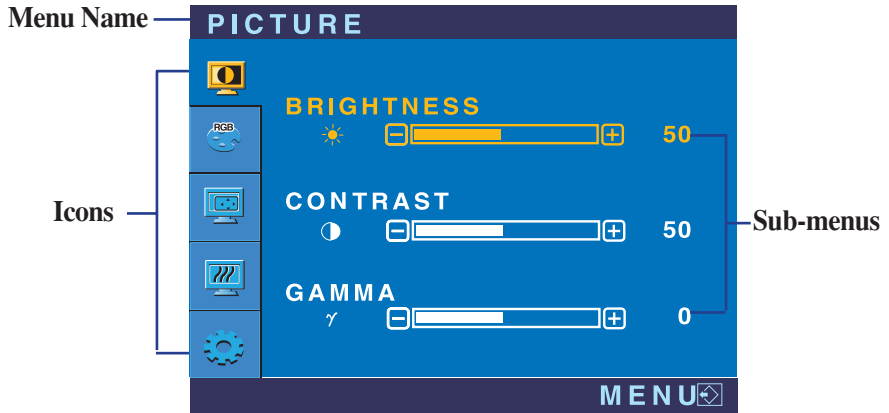 Menu Name
PICTURE
BRIGHTNESS
50
RGB
CONTRAST
50
Icons
Sub-menus
GAMMA
γ
0
MENU